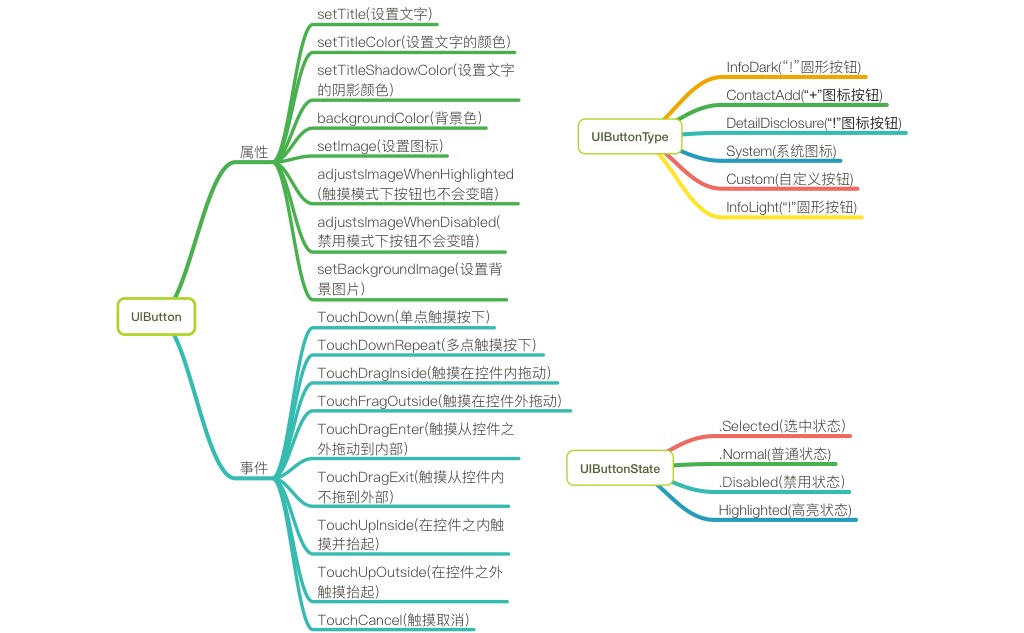 UIButton
属性
setTitle(设置文字)
setTitleColor(设置文字的颜色)
setTitleShadowColor(设置文字
的阴影颜色)
backgroundColor(背景色)
setImage(设置图标)
adjustsImageWhenHighlighted
(触摸模式下按钮也不会变暗)
adjustsImageWhenDisabled(
禁用模式下按钮不会变暗)
setBackgroundImage(设置背
景图片)
事件
TouchDown(单点触摸按下)
TouchDownRepeat(多点触摸按下)
TouchDragInside(触摸在控件内拖动)
TouchFragOutside(触摸在控件外拖动)
TouchDragEnter(触摸从控件之
外拖动到内部)
TouchDragExit(触摸从控件内
不拖到外部)
TouchUpInside(在控件之内触
摸并抬起)
TouchUpOutside(在控件之外
触摸抬起)
TouchCancel(触摸取消)
UIButtonType
InfoDark(“!”圆形按钮)
ContactAdd(“+”图标按钮)
DetailDisclosure(“!”图标按钮)
System(系统图标)
Custom(自定义按钮)
InfoLight(“!”圆形按钮)
UIButtonState
.Selected(选中状态)
.Normal(普通状态)
.Disabled(禁用状态)
Highlighted(高亮状态)